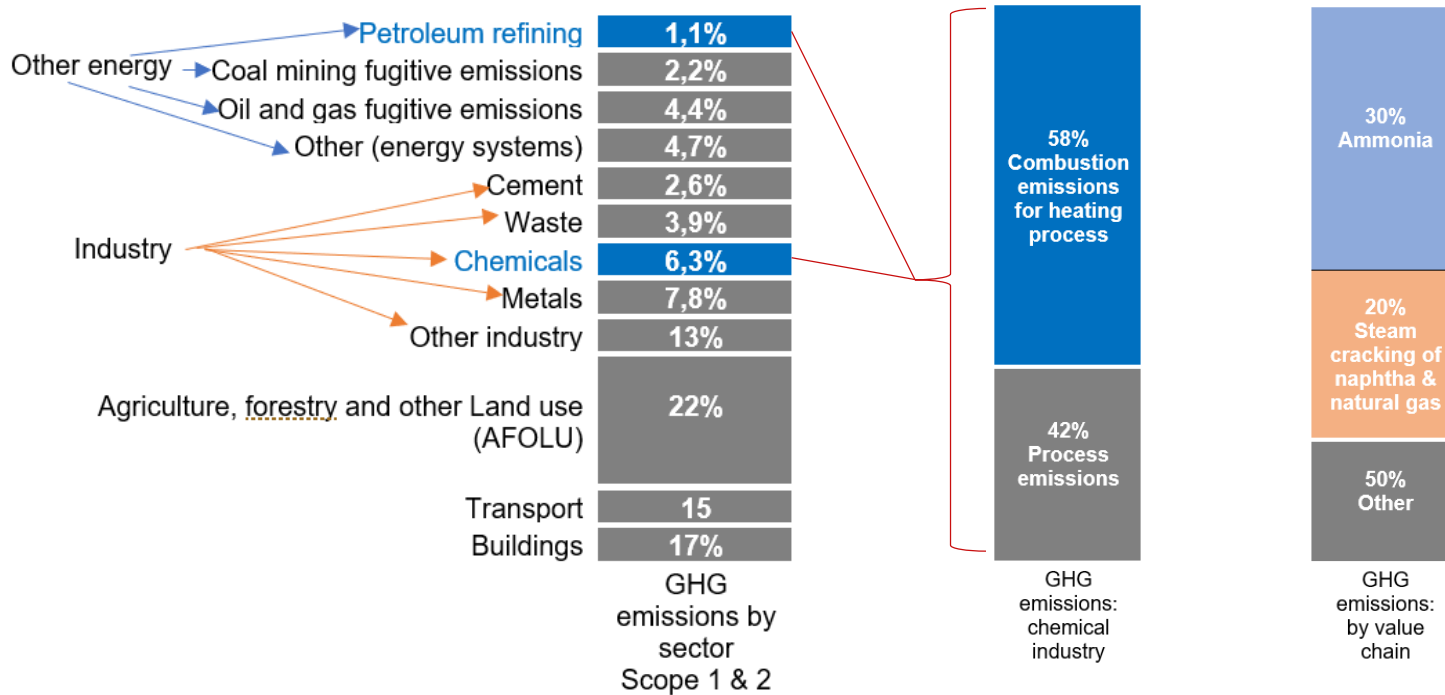 Other energy
Petroleum refining
1,1%
Coal mining fugitive emissions
2,2%
Oil and gas fugitive emissions
4,4%
Other (energy systems)
4,7%
Industry
Cement
2,6%
Waste
3,9%
Chemicals
6,3%
Metals
7,8%
Other industry
13%
Agriculture, forestry and other Land use
(AFOLU)
22%
Transport
15
Buildings
17%
GHG
emissions by
sector
Scope 1 & 2
58%
Combustion
emissions
for heating
process
42%
Process
emissions
GHG
emissions:
chemical
industry
30%
Ammonia
20%
Steam
cracking of
naphtha &
natural gas
50%
Other
GHG
emissions:
by value
chain